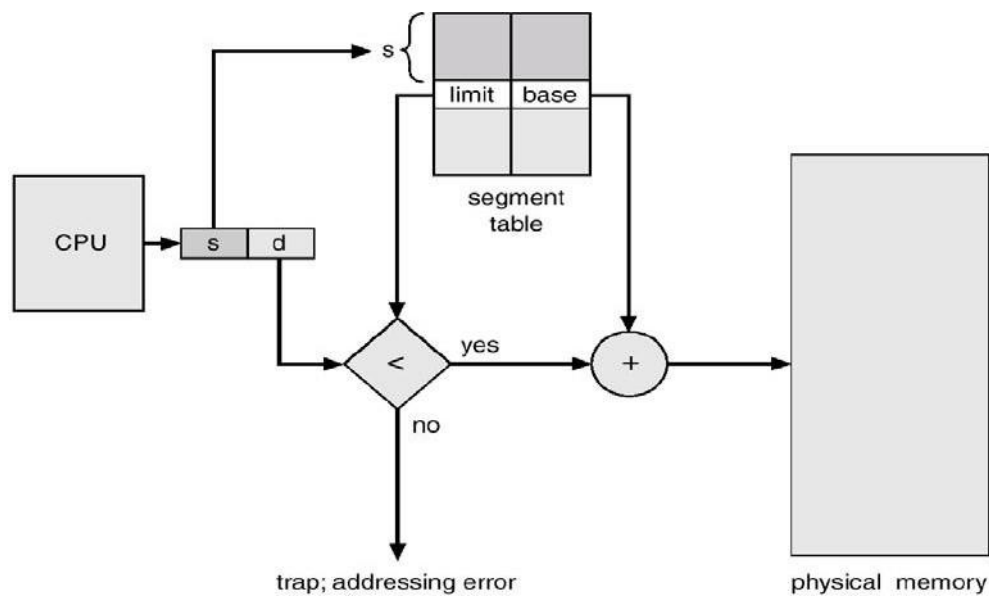 s
limit base
segment
table
CPU
s d
<
yes
+
no
trap; addressing error
physical memory